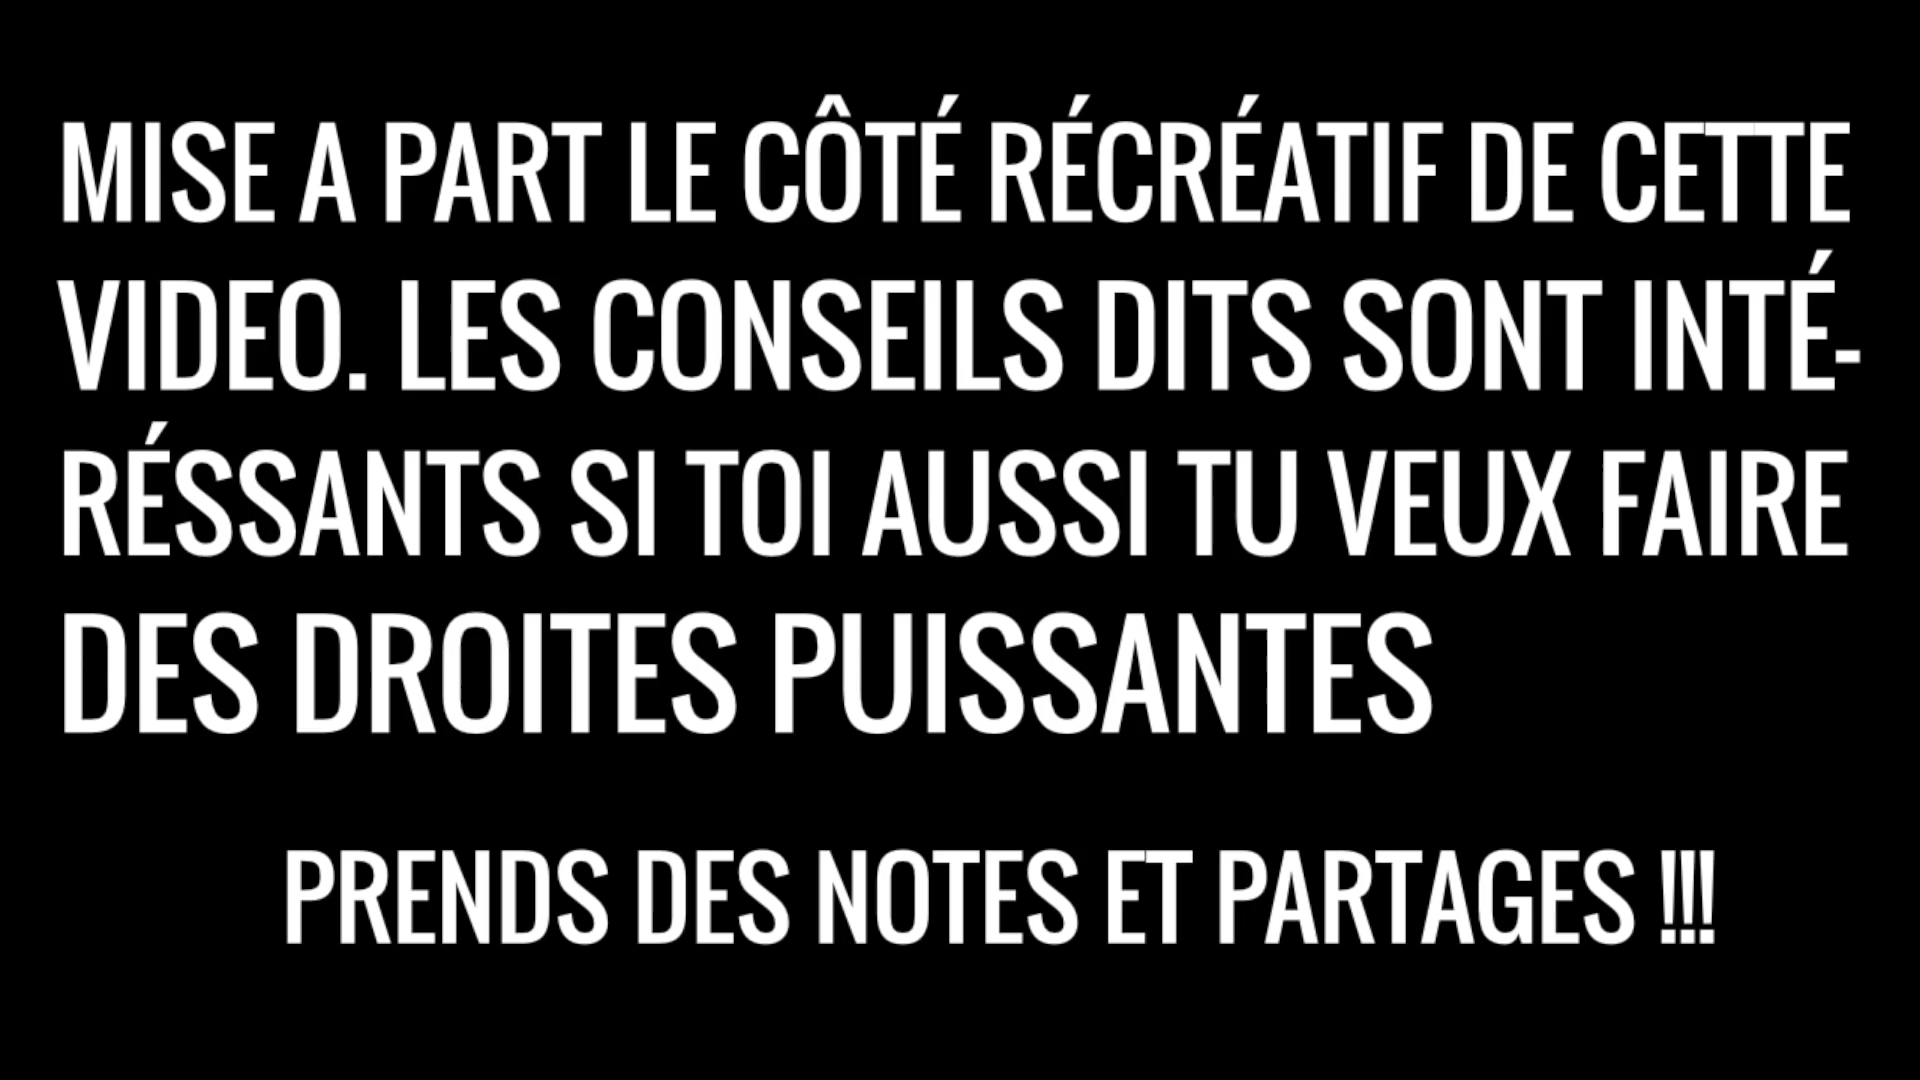 MISE A PART LE CÔTÉ RÉCRÉATIF DE CETTE
VIDEO. LES CONSEILS DITS SONT INTÉ-
RÉSSANTS SI TOI AUSSI TU VEUX FAIRE
DES DROITES PUISSANTES
PRENDS DES NOTES ET PARTAGES !!!